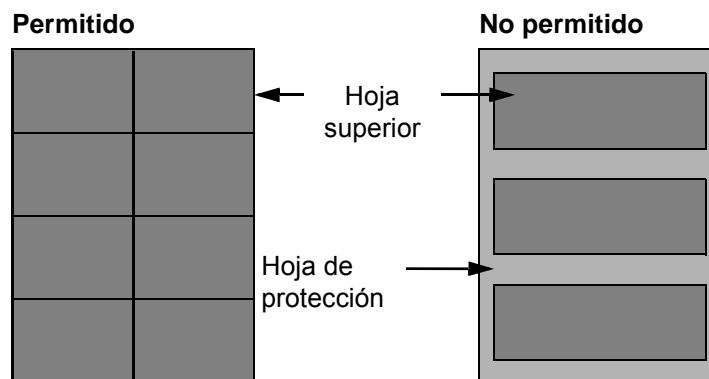 Permitido
No permitido
Hoja
superior
Hoja de
protección